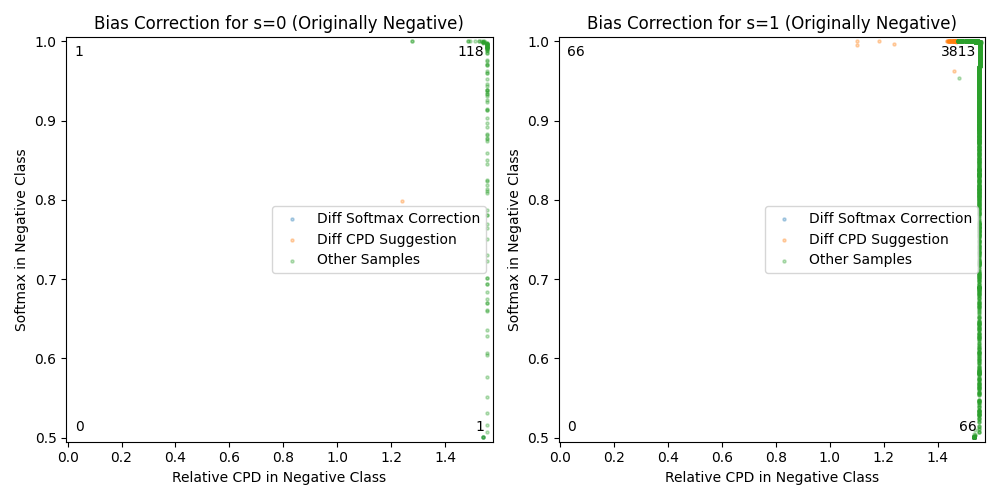 Bias Correction for s=0 (Originally Negative)
1.0
0.9
0.8
0.7
0.6
0.5
Softmax in Negative Class
1
118
0
1
Diff Softmax Correction
Diff CPD Suggestion
Other Samples
0.0 0.2 0.4 0.6 0.8 1.0 1.2 1.4
Relative CPD in Negative Class
Bias Correction for s=1 (Originally Negative)
1.0
0.9
0.8
0.7
0.6
0.5
Softmax in Negative Class
66
3813
0
66
Diff Softmax Correction
Diff CPD Suggestion
Other Samples
0.0 0.2 0.4 0.6 0.8 1.0 1.2 1.4
Relative CPD in Negative Class